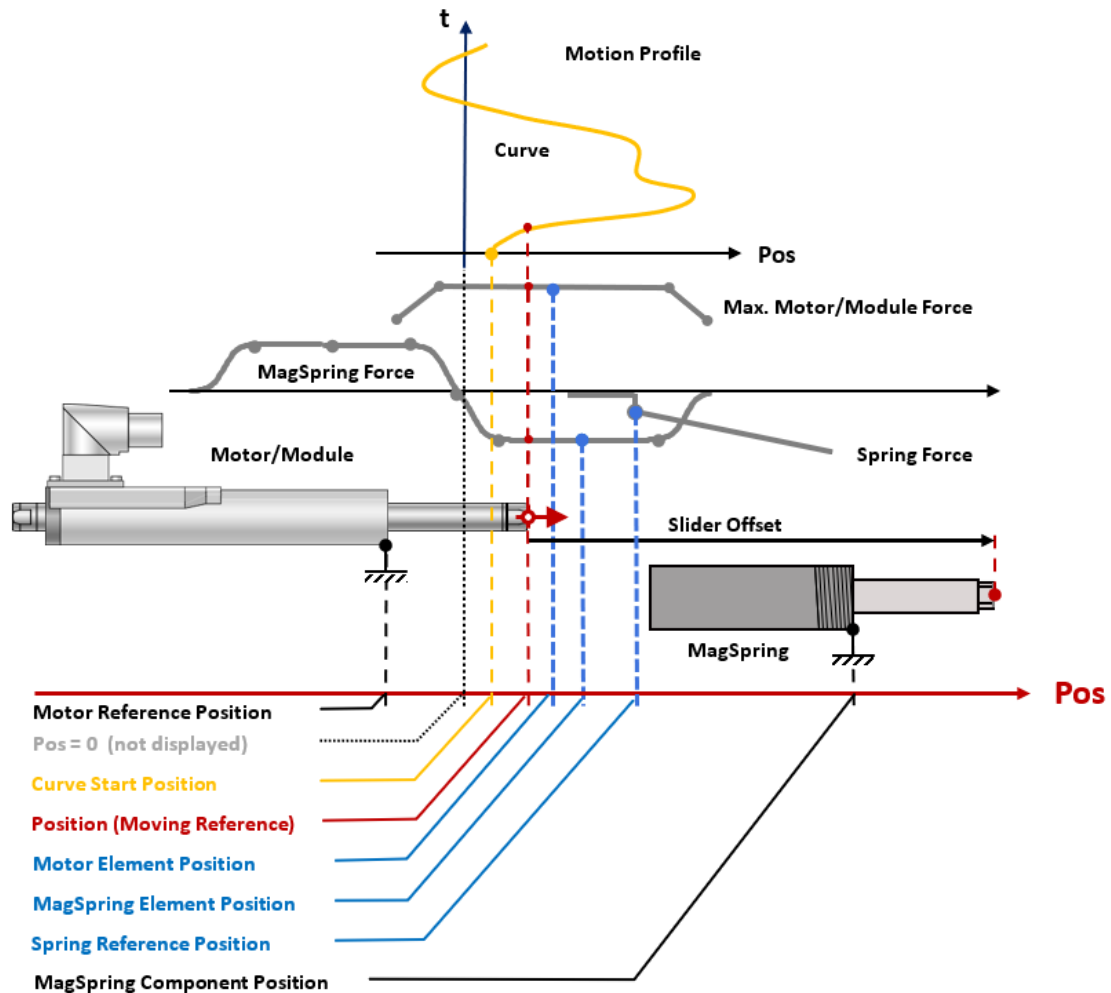 t
Motion Profile
Curve
Pos
Max. Motor/Module Force
MagSpring Force
Motor/Module
Spring Force
Slider Offset
MagSpring
Pos
Motor Reference Position
Pos = 0 (not displayed)
Curve Start Position
Position (Moving Reference)
Motor Element Position
MagSpring Element Position
Spring Reference Position
MagSpring Component Position